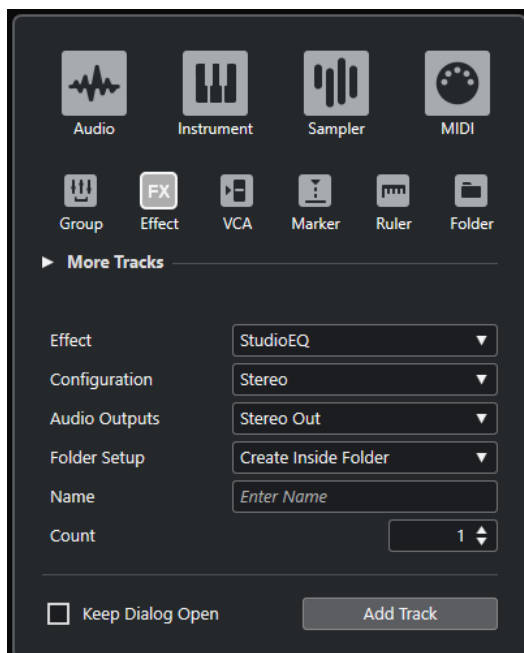 Audio Instrument Sampler MIDI
FX
Group Effect VCA Marker Ruler Folder
More Tracks
Effect StudioEQ
Configuration Stereo
Audio Outputs Stereo Out
Folder Setup Create Inside Folder
Name Enter Name
Count 1
Keep Dialog Open Add Track